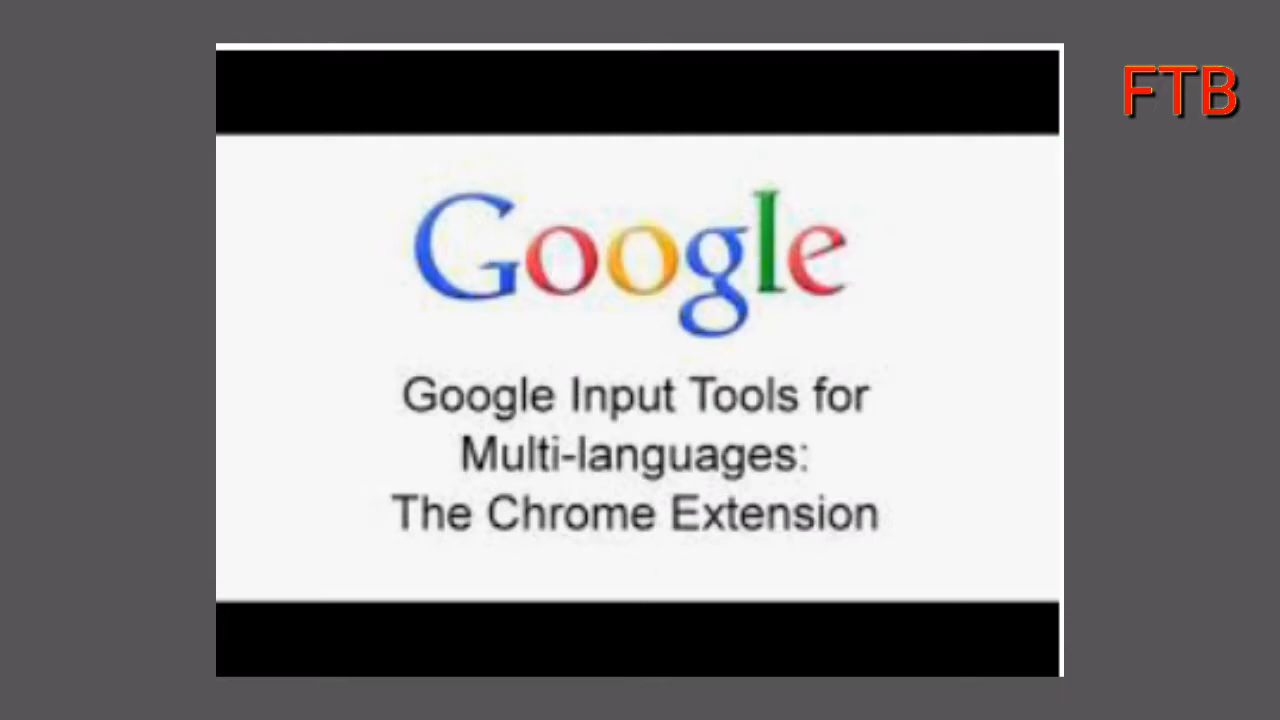 FTB
Google
Google Input Tools for
Multi-languages:
The Chrome Extension